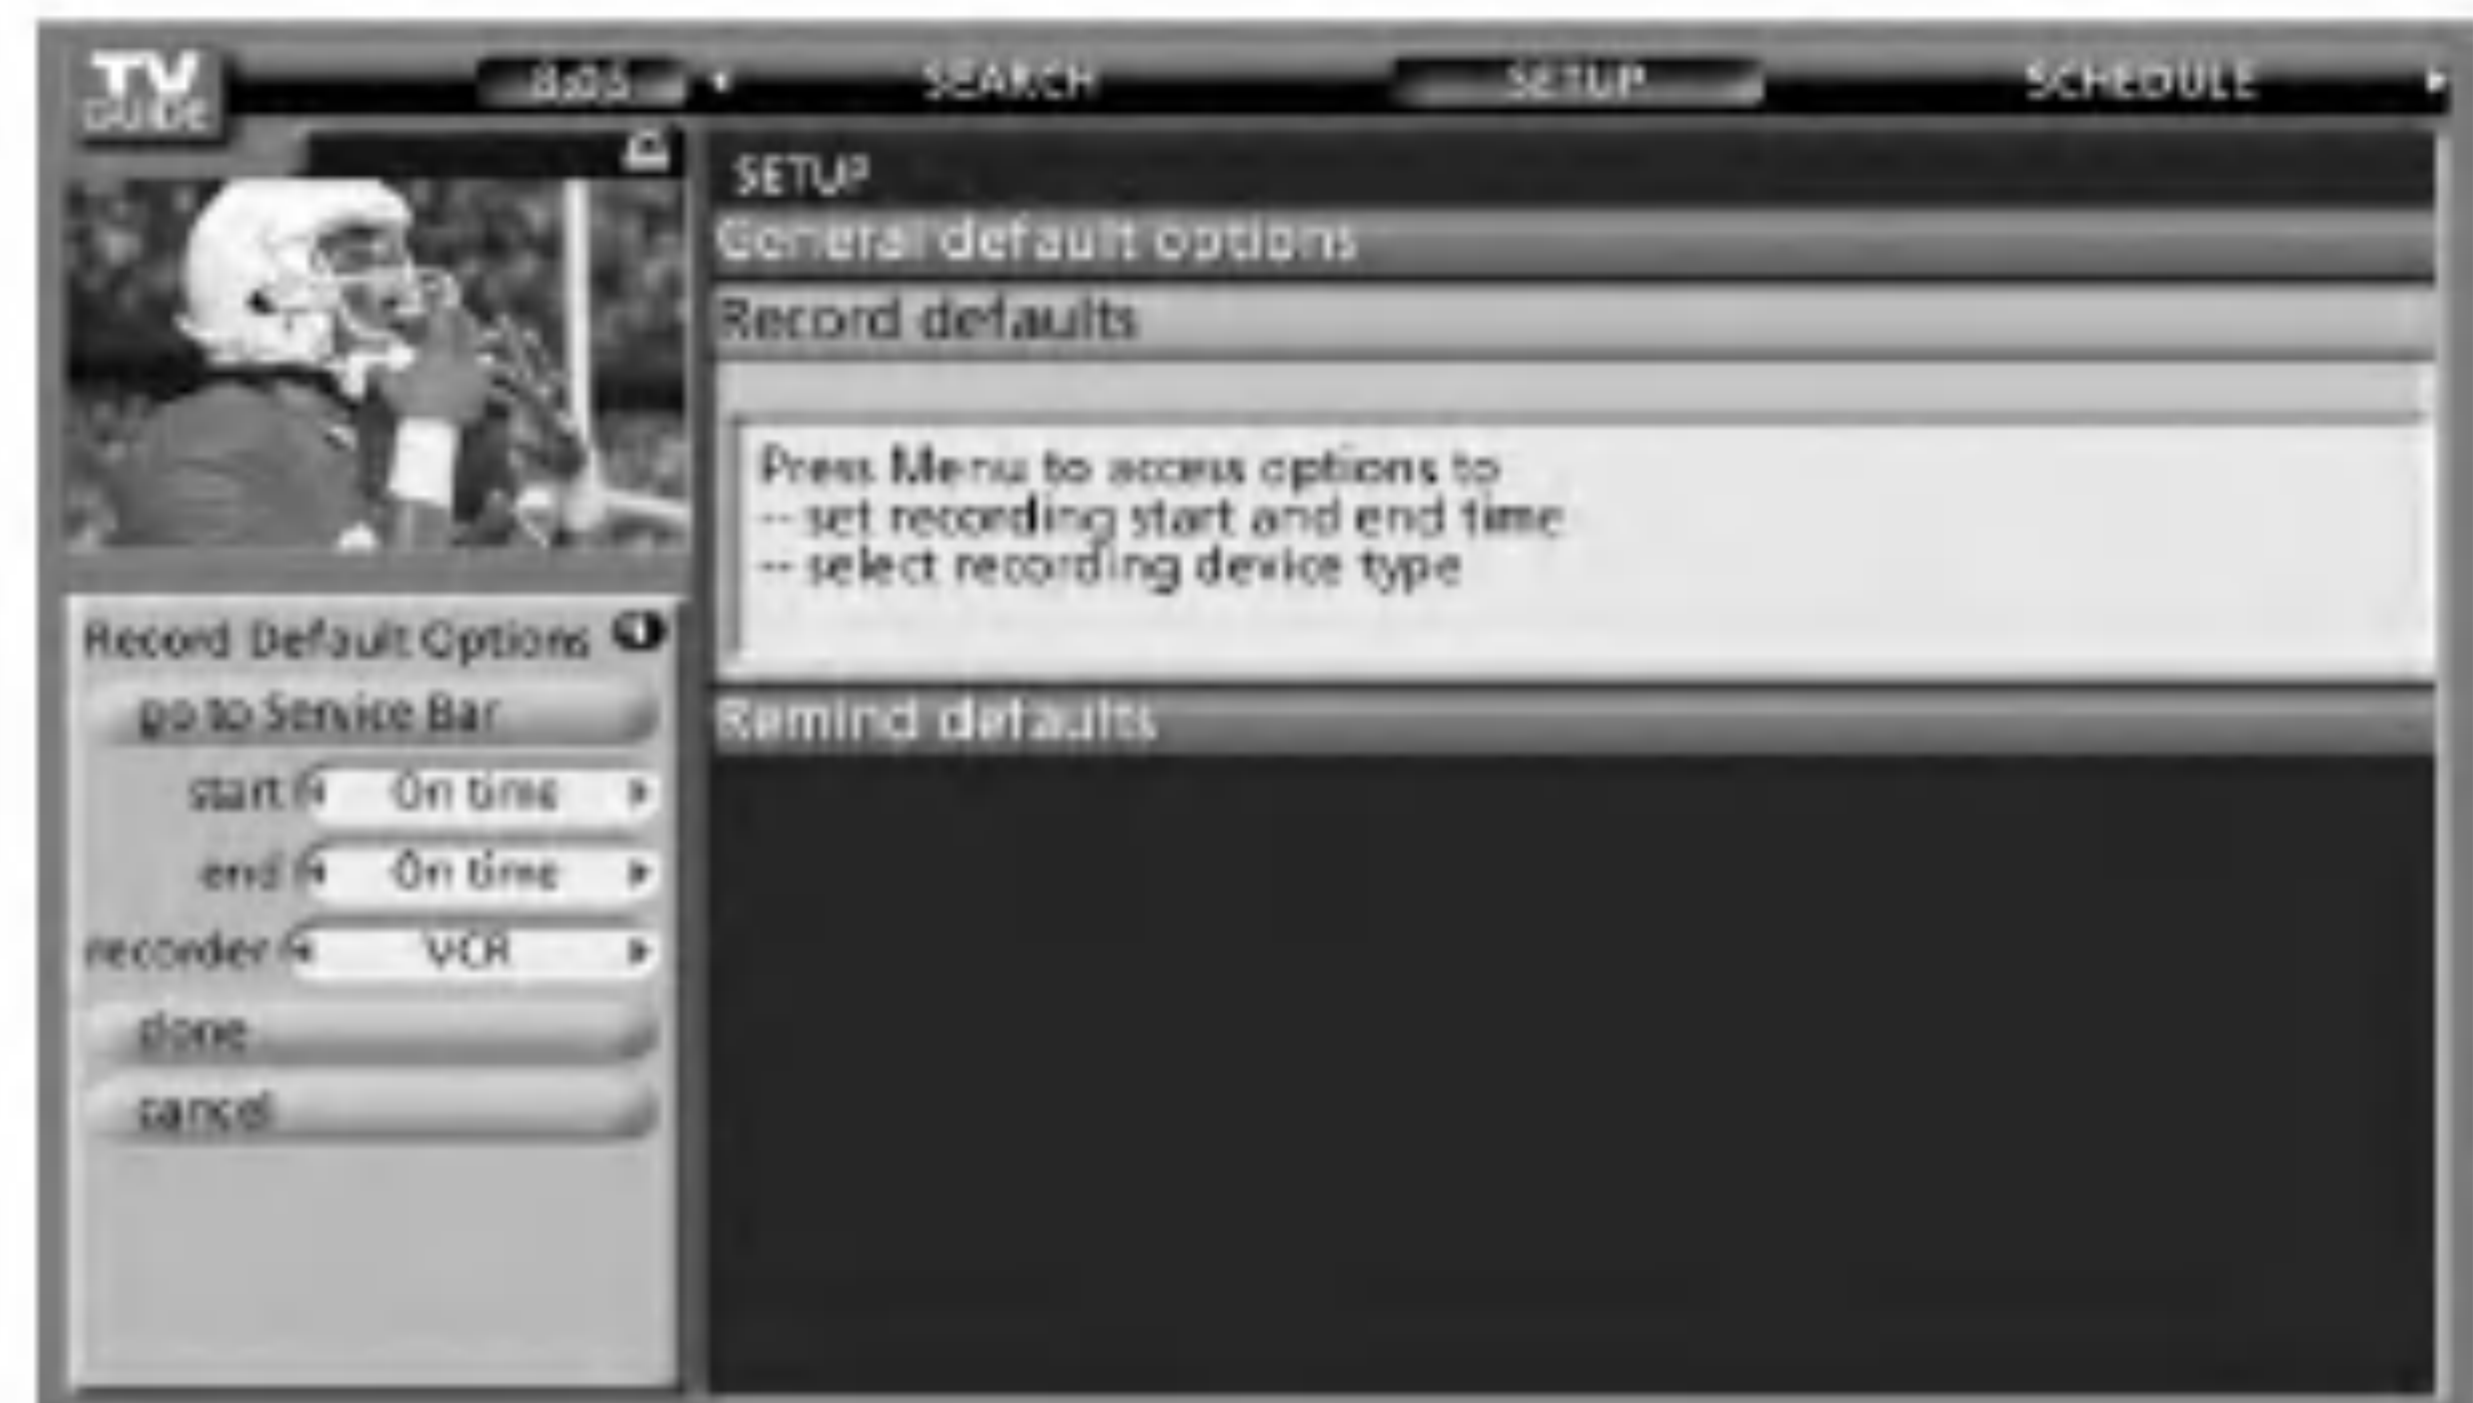 TV
GUIDE
8:05
SEARCH
SETUP
SCHEDULE
SETUP
General default options
Record defaults
Press Menu to access options to
-- set recording start and end time
-- select recording device type
Remind defaults
Record Default Options
go to Service Bar
start On time
end On time
recorder VCR
done
cancel